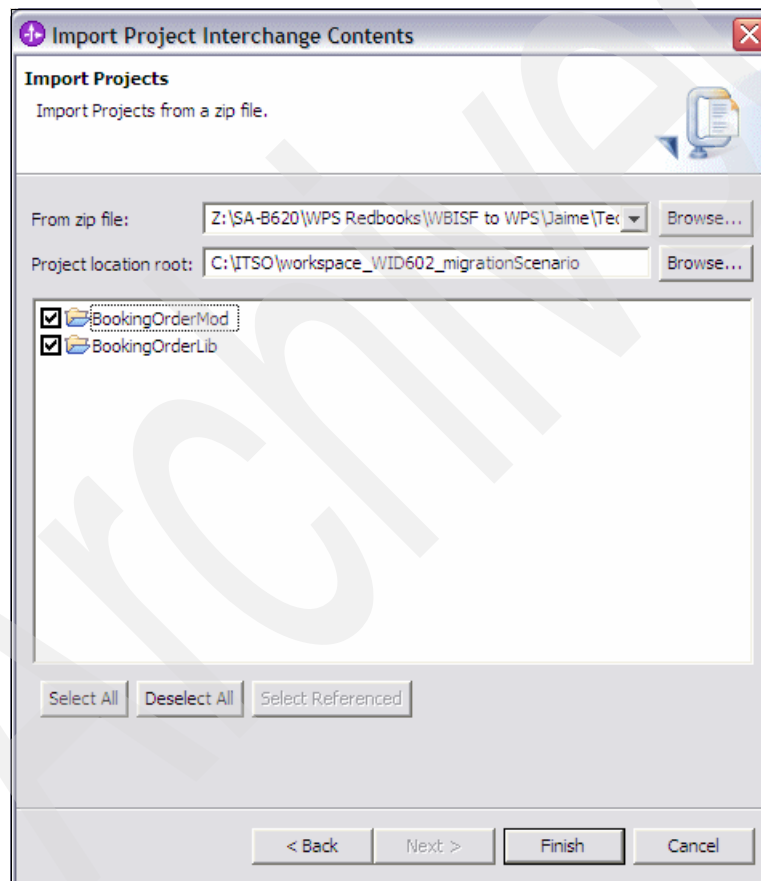 Import Project Interchange Contents
Import Projects
Import Projects from a zip file.
From zip file: Z:\SA-B620\WPS Redbooks\WBISF to WPS\Jaime\Tec Browse...
Project location root: C:\ITSO\workspace_WID602_migrationScenario Browse...
BookingOrderMod
BookingOrderLib
Select All Deselect All Select Referenced
< Back Next > Finish Cancel